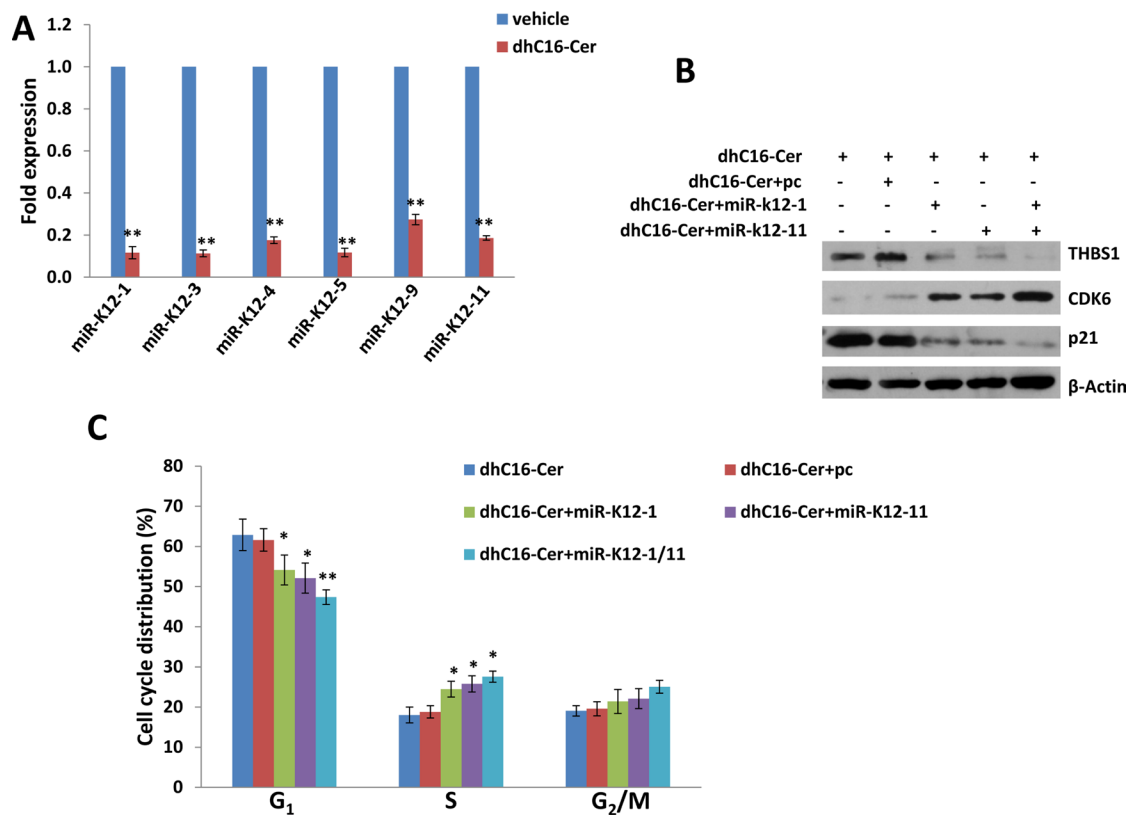 A
vehicle
dhC16-Cer
Fold expression
1.2
1.0
0.8
0.6
0.4
0.2
0.0
** ** ** ** ** **
miR-K12-1 miR-K12-3 miR-K12-4 miR-K12-5 miR-K12-9 miR-K12-11
B
dhC16-Cer + + + + +
dhC16-Cer+pc - + - - -
dhC16-Cer+miR-k12-1 - - + - +
dhC16-Cer+miR-k12-11 - - - + +
THBS1
CDK6
p21
β-Actin
C
dhC16-Cer dhC16-Cer+pc
dhC16-Cer+miR-K12-1 dhC16-Cer+miR-K12-11
dhC16-Cer+miR-K12-1/11
Cell cycle distribution (%)
80
70
60
50
40
30
20
10
0
* * **
* * *
G₁ S G₂/M